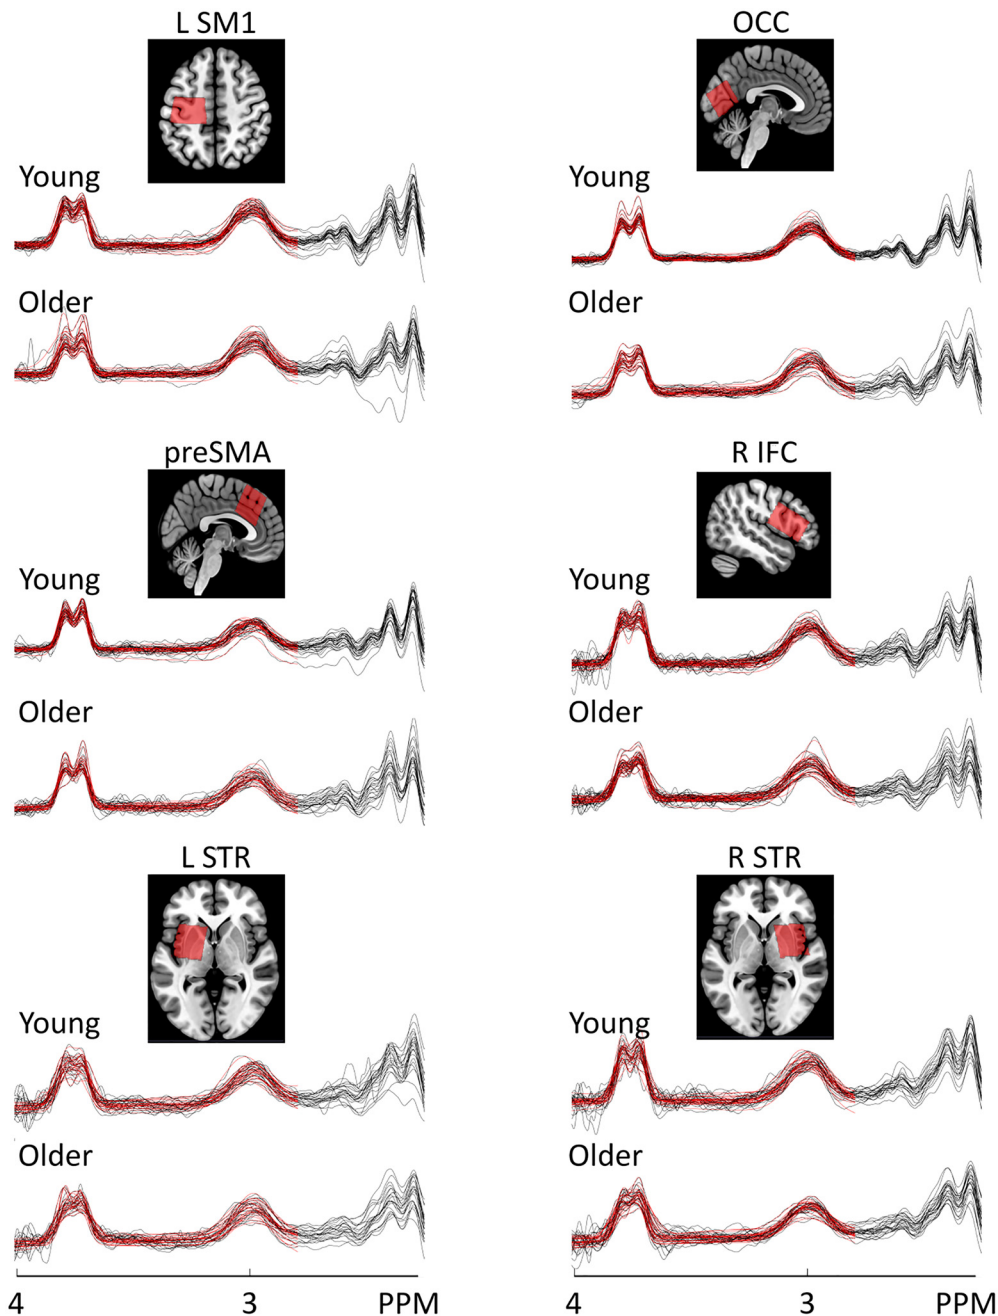 L SM1
OCC
Young
Young
Older
Older
preSMA
R IFC
Young
Young
Older
Older
L STR
R STR
Young
Young
Older
Older
4 3 PPM
4 3 PPM